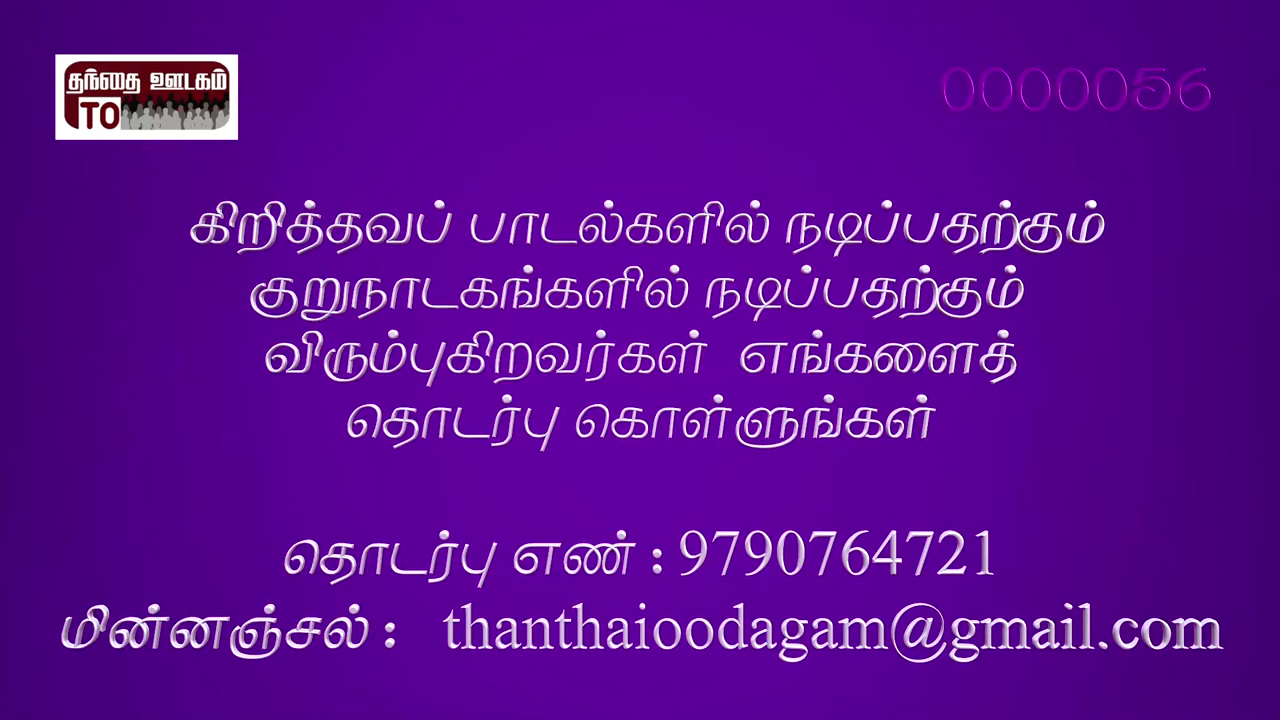 தந்தை ஊடகம்
TO
0000056
கிறித்தவப் பாடல்களில் நடிப்பதற்கும்
குறுநாடகங்களில் நடிப்பதற்கும்
விரும்புகிறவர்கள் எங்களைத்
தொடர்பு கொள்ளுங்கள்
தொடர்பு எண் : 9790764721
மின்னஞ்சல் : thanthaioodagam@gmail.com